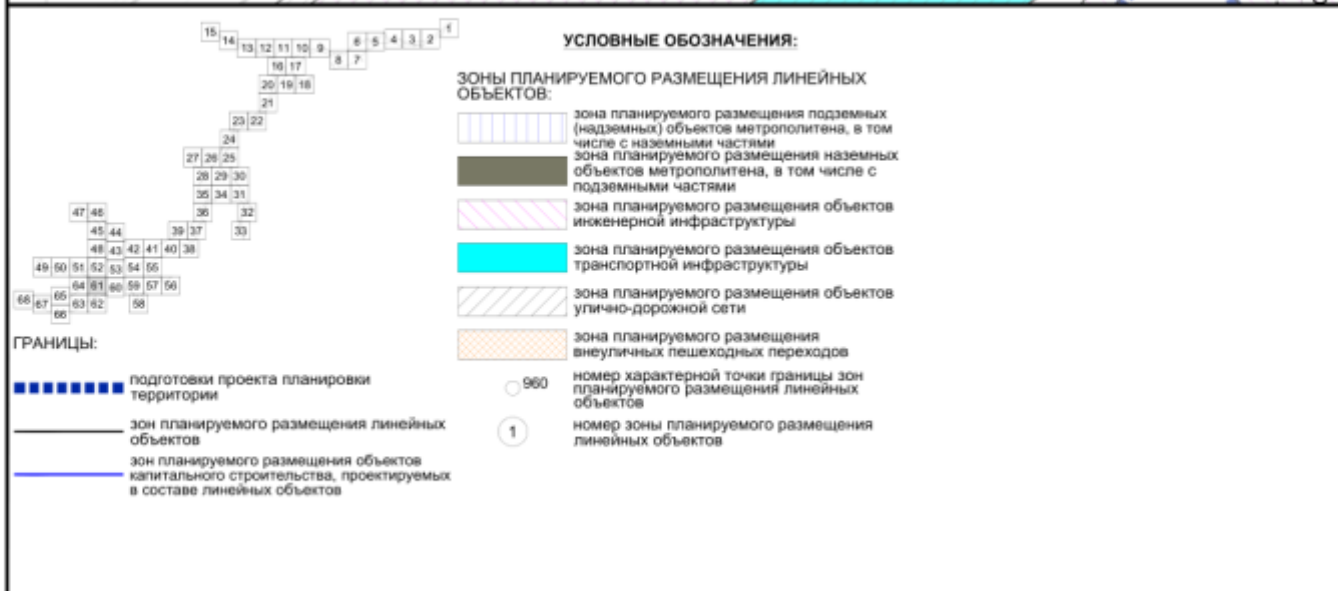 1
15 6 5 4 3 2
14 13 12 11 10 9
8 7
16 17
20 19 18
21
23 22
24
27 26 25
28 29 30
35 34 31
47 46 36 32
45 44 39 37 33
48 43 42 41 40 38
49 50 51 52 53 54 55
64 61 60 59 57 56
68 67 65 63 62 58
66
УСЛОВНЫЕ ОБОЗНАЧЕНИЯ:
ЗОНЫ ПЛАНИРУЕМОГО РАЗМЕЩЕНИЯ ЛИНЕЙНЫХ
ОБЪЕКТОВ:
зона планируемого размещения подземных
(надземных) объектов метрополитена, в том
числе с наземными частями
зона планируемого размещения наземных
объектов метрополитена, в том числе с
подземными частями
зона планируемого размещения объектов
инженерной инфраструктуры
зона планируемого размещения объектов
транспортной инфраструктуры
зона планируемого размещения объектов
улично-дорожной сети
зона планируемого размещения
внеуличных пешеходных переходов
960
номер характерной точки границы зон
планируемого размещения линейных
объектов
1
номер зоны планируемого размещения
линейных объектов
ГРАНИЦЫ:
подготовки проекта планировки
территории
зон планируемого размещения линейных
объектов
зон планируемого размещения объектов
капитального строительства, проектируемых
в составе линейных объектов